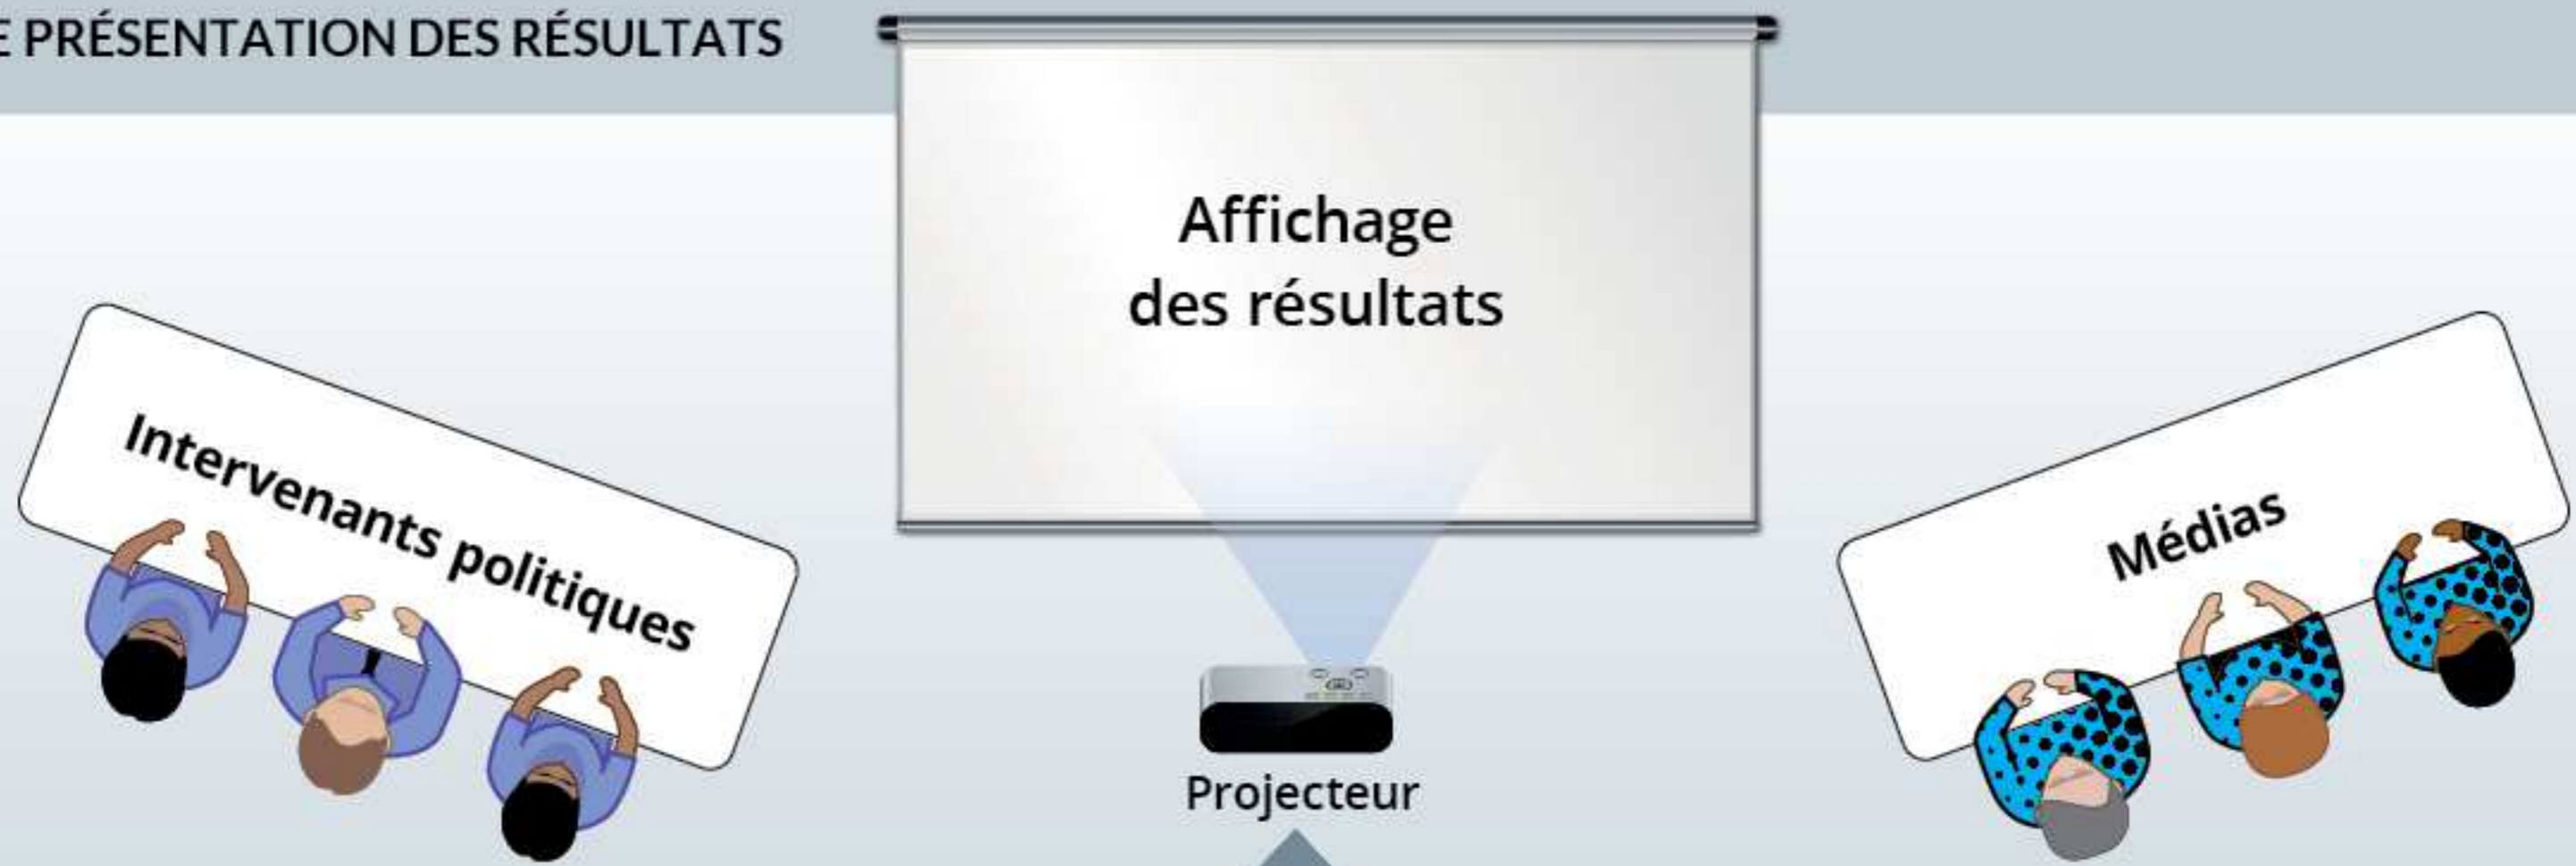 E PRÉSENTATION DES RÉSULTATS
Affichage
des résultats
Intervenants politiques
Médias
Projecteur